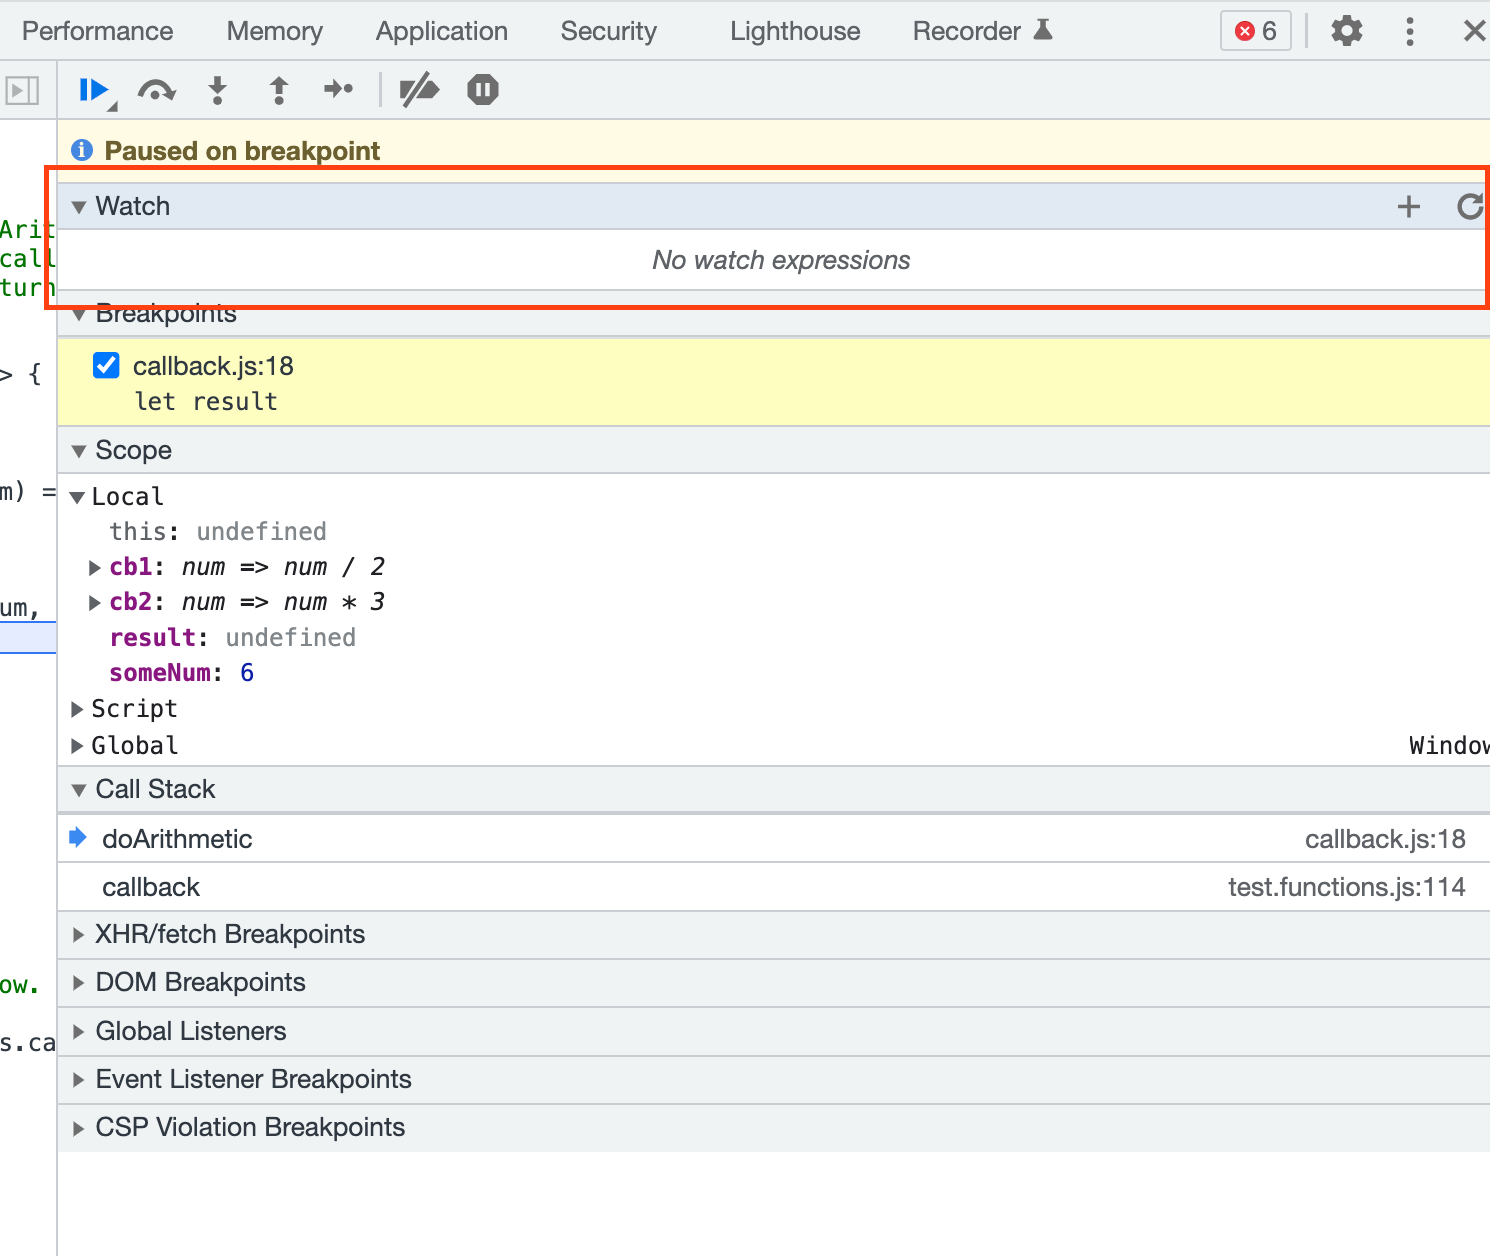 Performance Memory Application Security Lighthouse Recorder 6
Paused on breakpoint
Watch
No watch expressions
Breakpoints
callback.js:18
let result
Scope
Local
this: undefined
cb1: num => num / 2
cb2: num => num * 3
result: undefined
someNum: 6
Script
Global Window
Call Stack
doArithmetic callback.js:18
callback test.functions.js:114
XHR/fetch Breakpoints
DOM Breakpoints
Global Listeners
Event Listener Breakpoints
CSP Violation Breakpoints
Arit
call
turn
> {
m) =
um,
ow.
s.ca